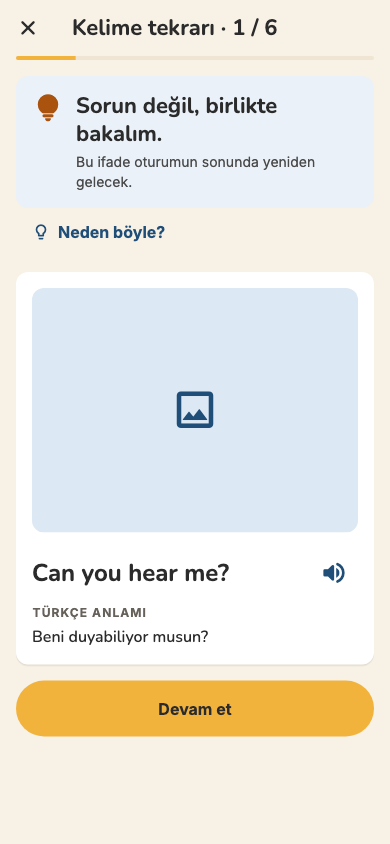 Kelime tekrarı · 1 / 6
Sorun değil, birlikte
bakalım.
Bu ifade oturumun sonunda yeniden
gelecek.
Neden böyle?
Can you hear me?
TÜRKÇE ANLAMI
Beni duyabiliyor musun?
Devam et